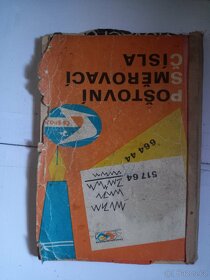 POŠTOVNÍ
SMĚROVACÍ
ČÍSLA
517 64
664 44